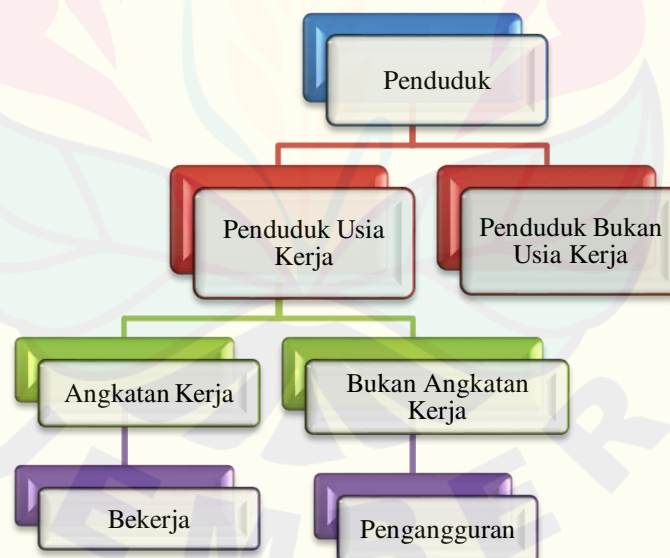 Penduduk
Penduduk Usia
Kerja
Penduduk Bukan
Usia Kerja
Angkatan Kerja
Bukan Angkatan
Kerja
Bekerja
Pengangguran